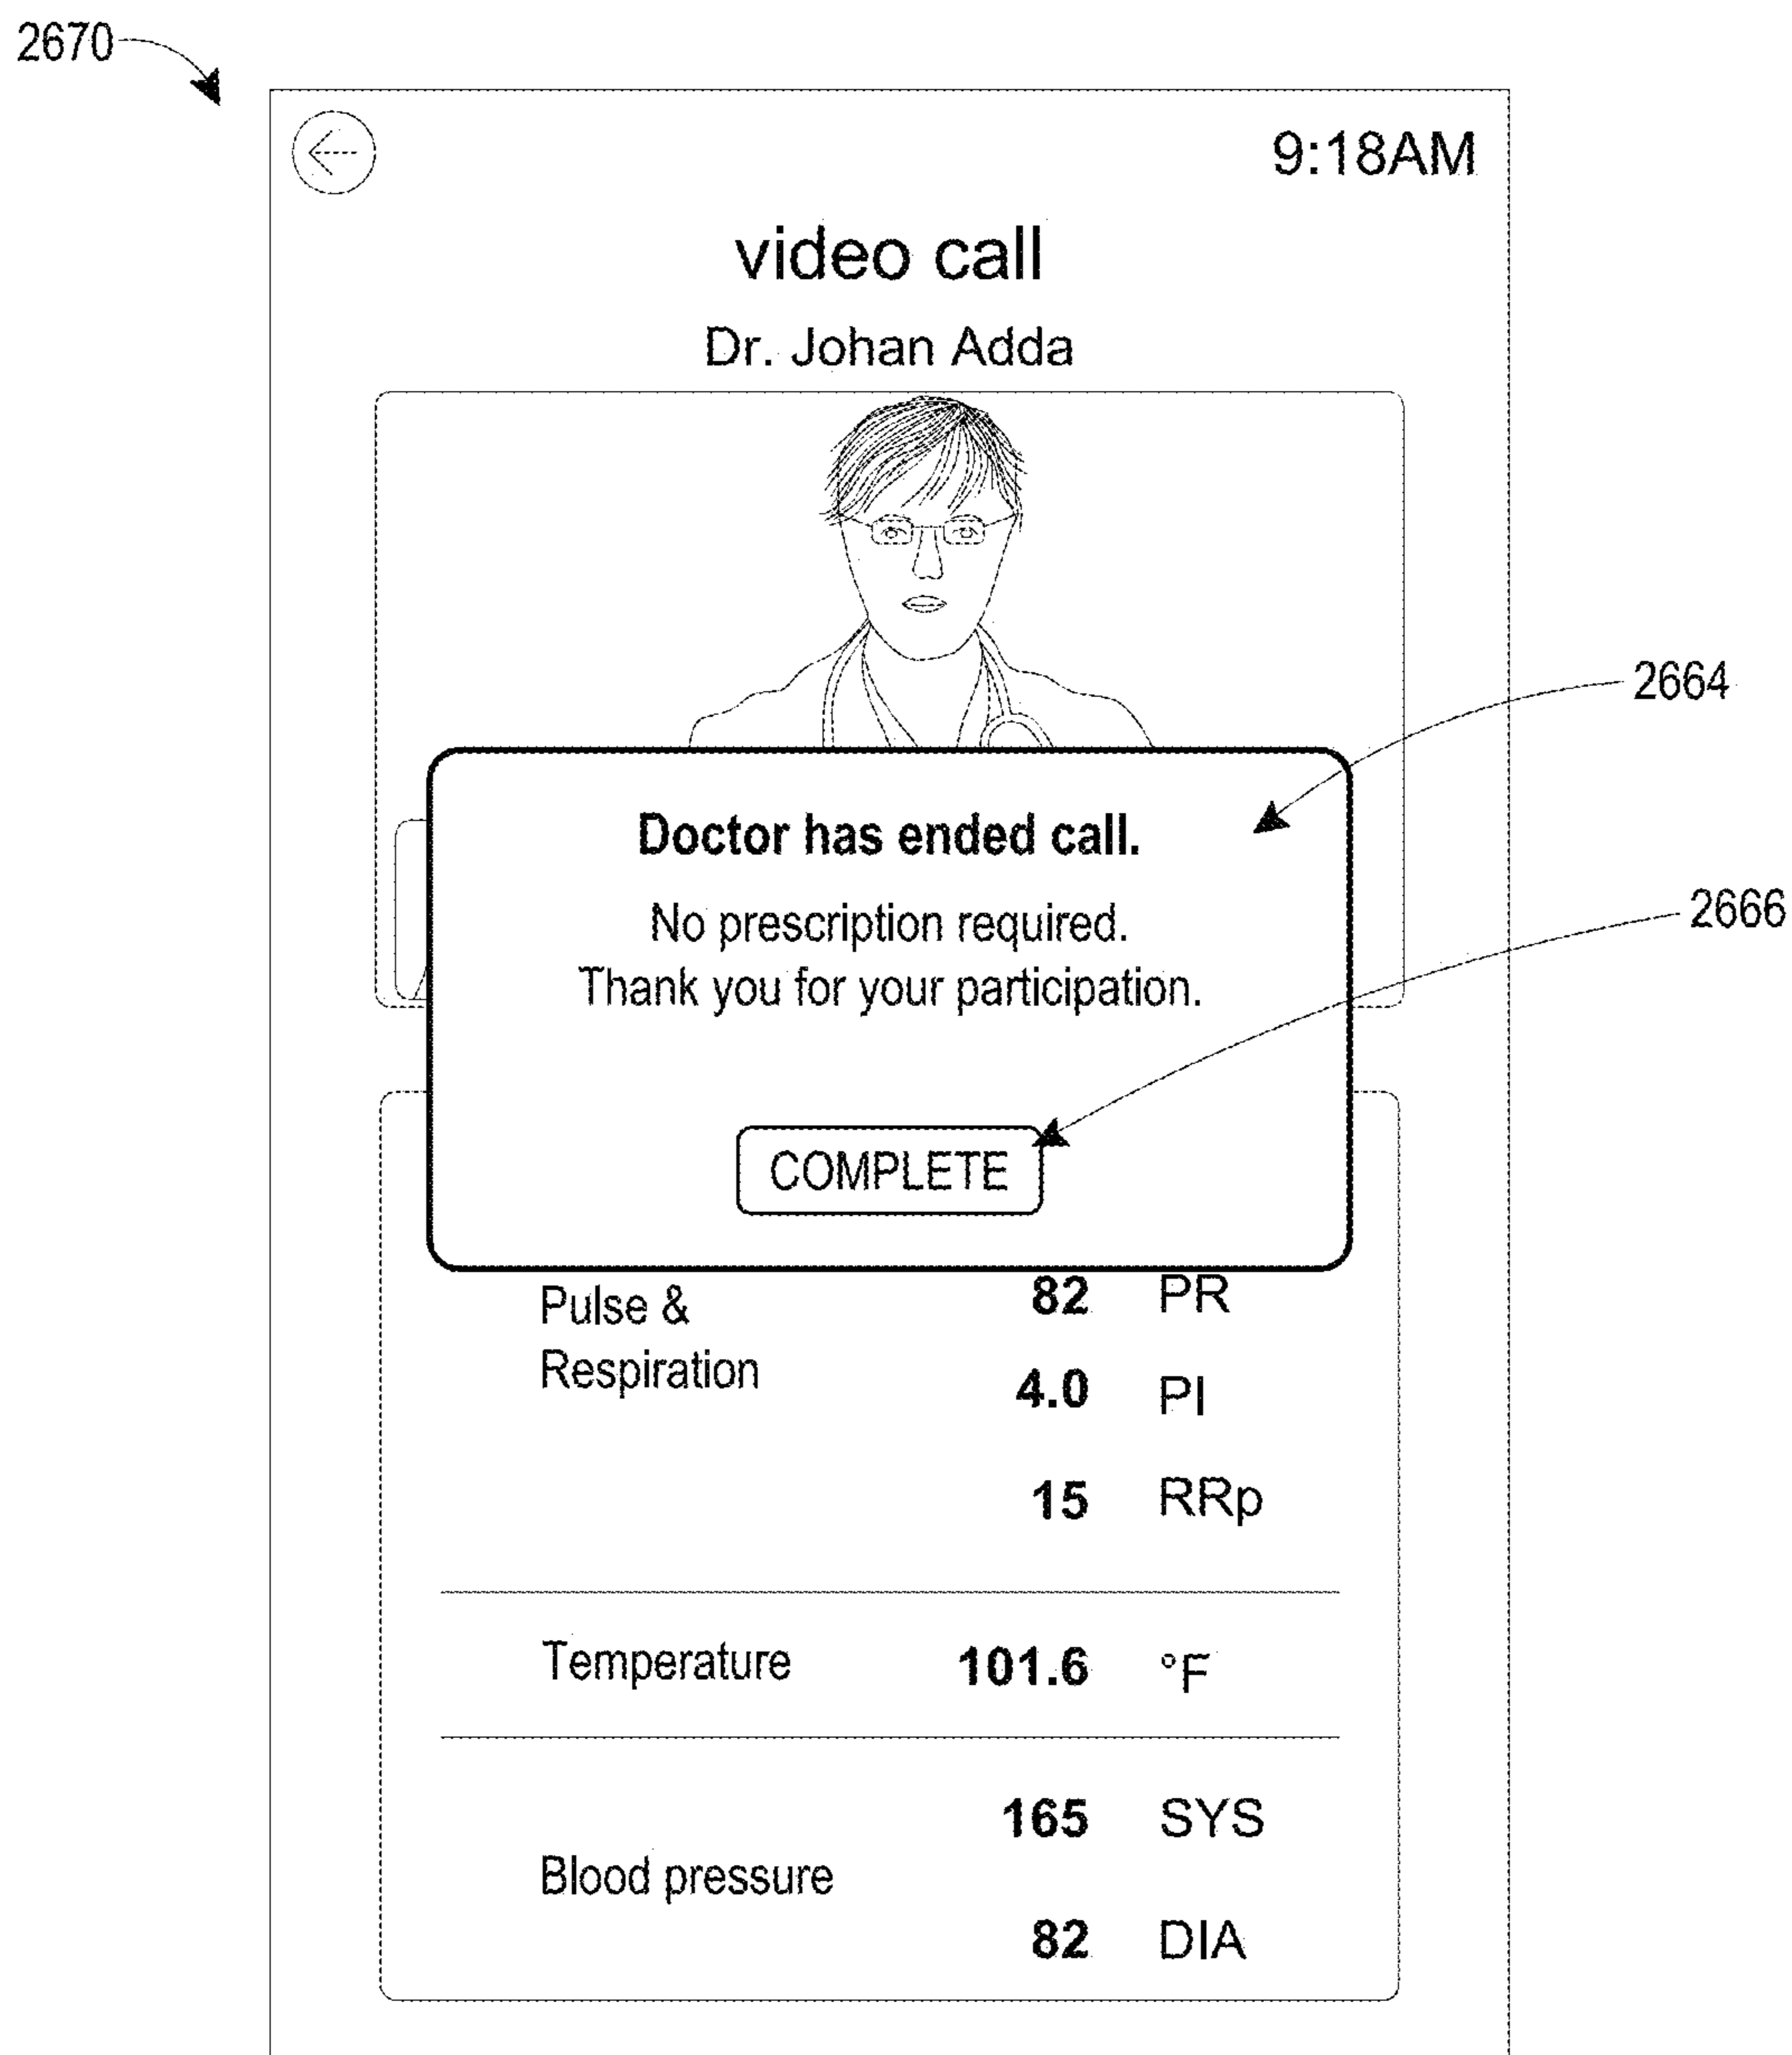 2670
9:18AM
video call
Dr. Johan Adda
2664
Doctor has ended call.
2666
No prescription required.
Thank you for your participation.
COMPLETE
Pulse & 82 PR
Respiration 4.0 PI
15 RRp
Temperature 101.6 °F
165 SYS
Blood pressure
82 DIA